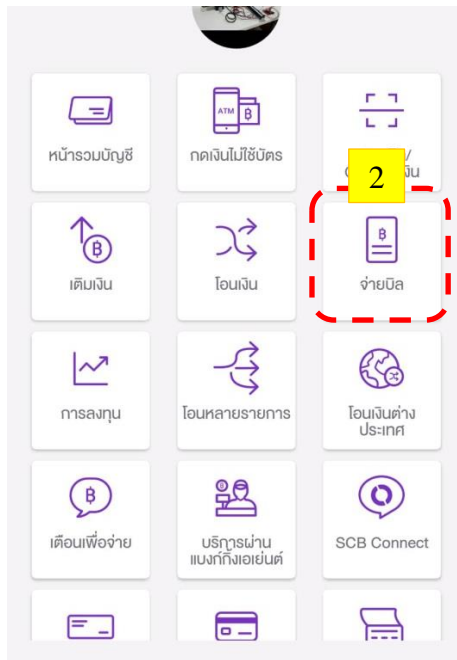 ATM
฿
หน้ารวมบัญชี
กดเงินไม่ใช้บัตร
/
2
฿
฿
เติมเงิน
โอนเงิน
จ่ายบิล
การลงทุน
โอนหลายรายการ
โอนเงินต่าง
ประเทศ
฿
เตือนเพื่อจ่าย
บริการผ่าน
แบงก์กิ้งเอเย่นต์
SCB Connect